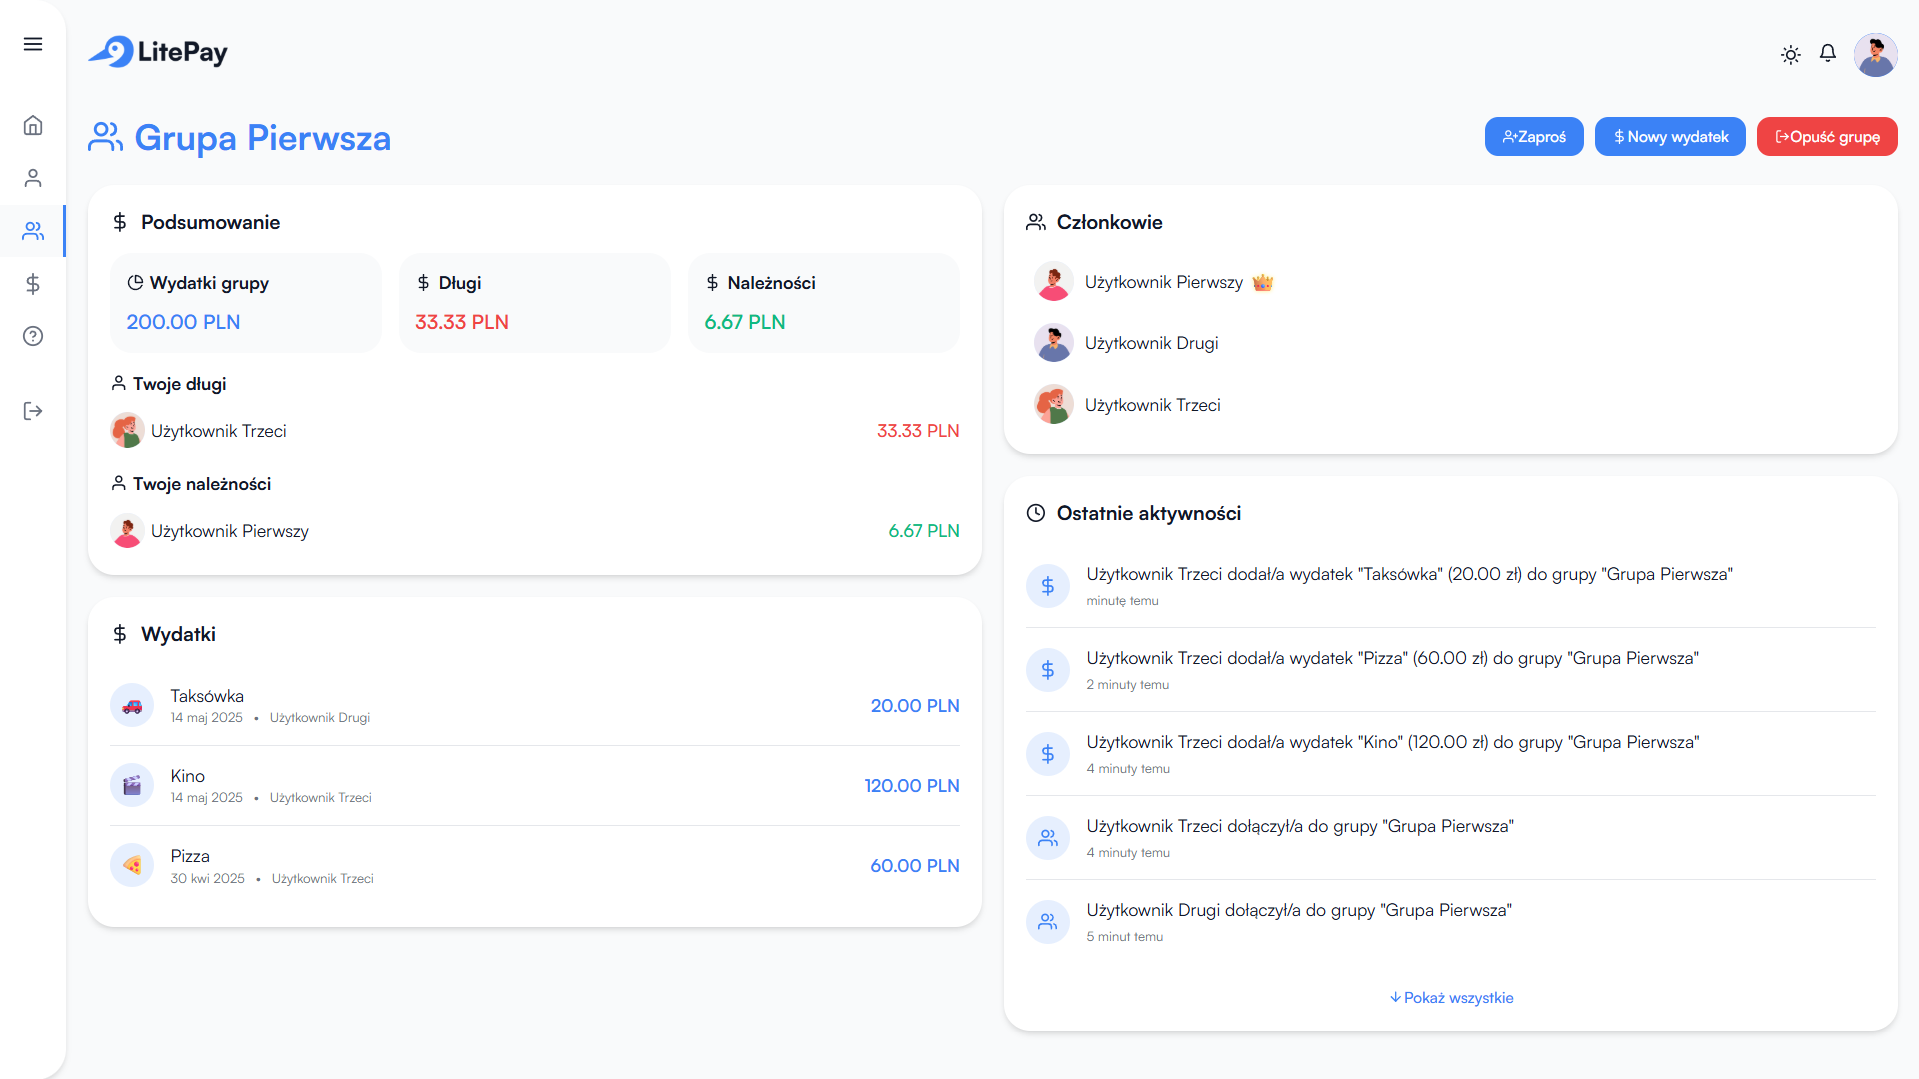 LitePay
Grupa Pierwsza
Zaproś
Nowy wydatek
Opuść grupę
Podsumowanie
Wydatki grupy
200.00 PLN
Długi
33.33 PLN
Należności
6.67 PLN
Twoje długi
Użytkownik Trzeci
33.33 PLN
Twoje należności
Użytkownik Pierwszy
6.67 PLN
Wydatki
Taksówka
14 maj 2025 • Użytkownik Drugi
20.00 PLN
Kino
14 maj 2025 • Użytkownik Trzeci
120.00 PLN
Pizza
30 kwi 2025 • Użytkownik Trzeci
60.00 PLN
Członkowie
Użytkownik Pierwszy
Użytkownik Drugi
Użytkownik Trzeci
Ostatnie aktywności
Użytkownik Trzeci dodał/a wydatek "Taksówka" (20.00 zł) do grupy "Grupa Pierwsza"
minutę temu
Użytkownik Trzeci dodał/a wydatek "Pizza" (60.00 zł) do grupy "Grupa Pierwsza"
2 minuty temu
Użytkownik Trzeci dodał/a wydatek "Kino" (120.00 zł) do grupy "Grupa Pierwsza"
4 minuty temu
Użytkownik Trzeci dołączył/a do grupy "Grupa Pierwsza"
4 minuty temu
Użytkownik Drugi dołączył/a do grupy "Grupa Pierwsza"
5 minut temu
Pokaż wszystkie